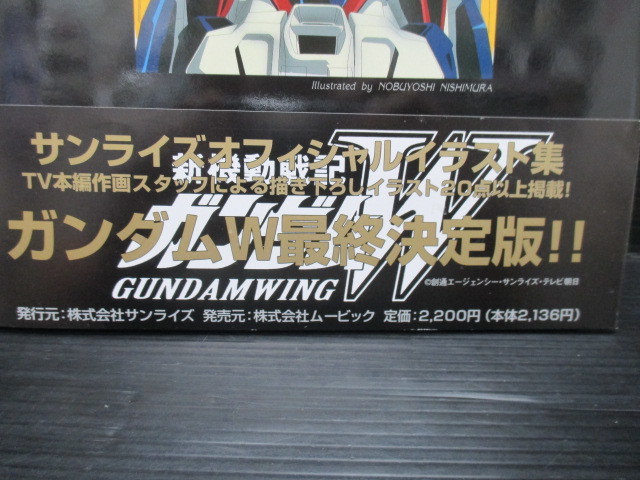 Illustrated by NOBUYOSHI NISHIMURA
サンライズオフィシャルイラスト集
新機動戦記
TV本編作画スタッフによる描き下ろしイラスト20点以上掲載!
ガンダムW
ガンダムW最終決定版!!
GUNDAMWING
©創通エージェンシー・サンライズ・テレビ朝日
発行元:株式会社サンライズ 発売元:株式会社ムービック 定価:2,200円(本体2,136円)